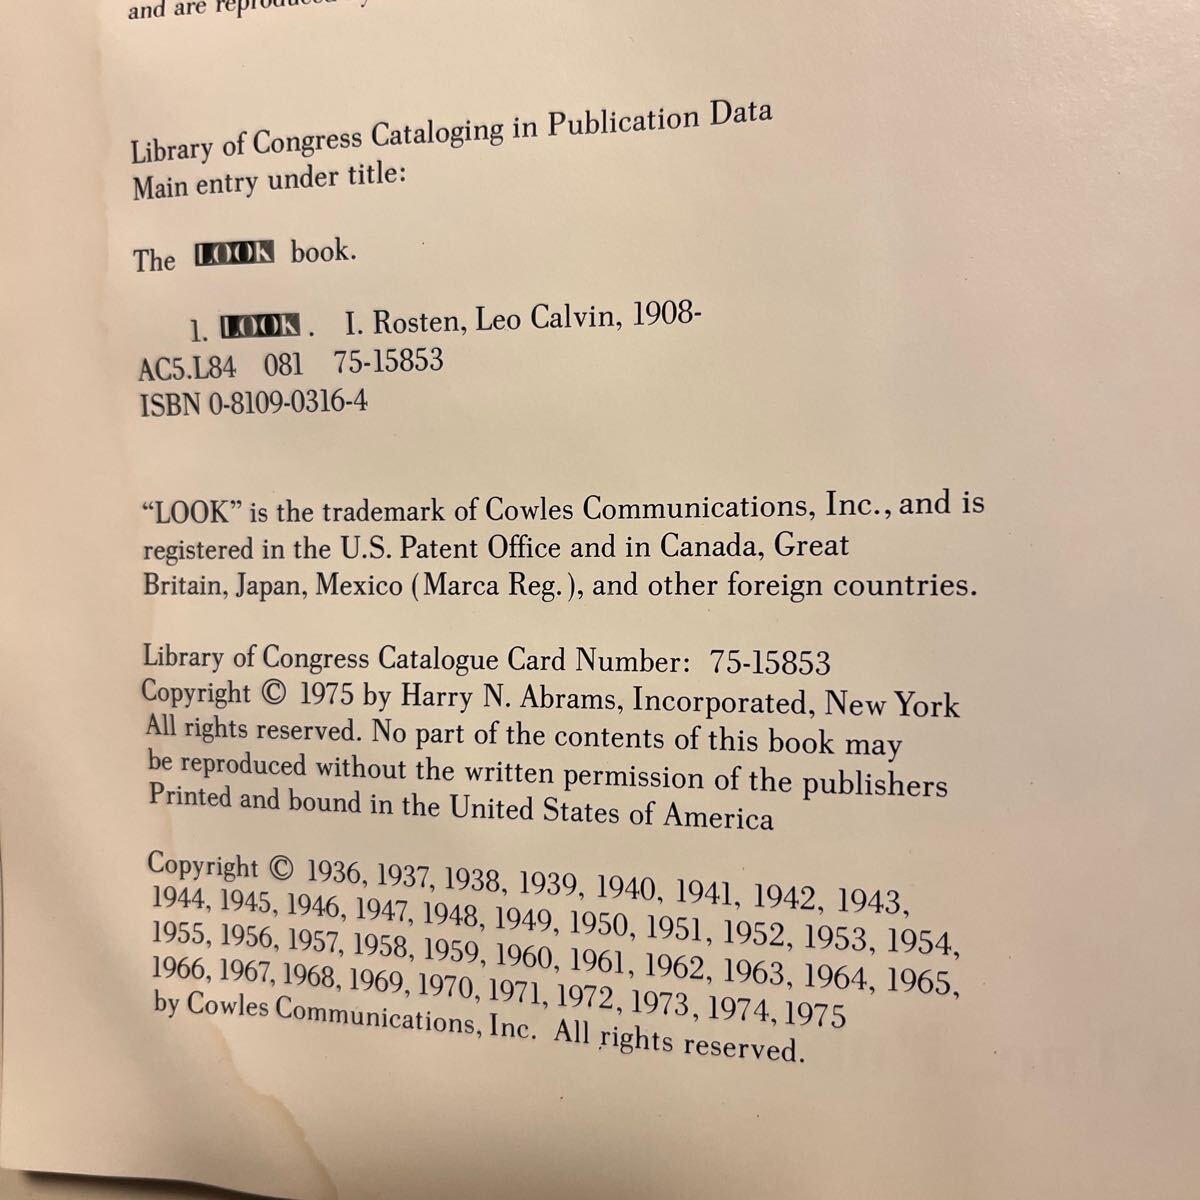 and are reproduced
Library of Congress Cataloging in Publication Data
Main entry under title:
The LOOK book.
1. LOOK. I. Rosten, Leo Calvin, 1908-
AC5.L84 081 75-15853
ISBN 0-8109-0316-4
“LOOK” is the trademark of Cowles Communications, Inc., and is
registered in the U.S. Patent Office and in Canada, Great
Britain, Japan, Mexico (Marca Reg.), and other foreign countries.
Library of Congress Catalogue Card Number: 75-15853
Copyright © 1975 by Harry N. Abrams, Incorporated, New York
All rights reserved. No part of the contents of this book may
be reproduced without the written permission of the publishers
Printed and bound in the United States of America
Copyright © 1936, 1937, 1938, 1939, 1940, 1941, 1942, 1943,
1944, 1945, 1946, 1947, 1948, 1949, 1950, 1951, 1952, 1953, 1954,
1955, 1956, 1957, 1958, 1959, 1960, 1961, 1962, 1963, 1964, 1965,
1966, 1967, 1968, 1969, 1970, 1971, 1972, 1973, 1974, 1975
by Cowles Communications, Inc. All rights reserved.